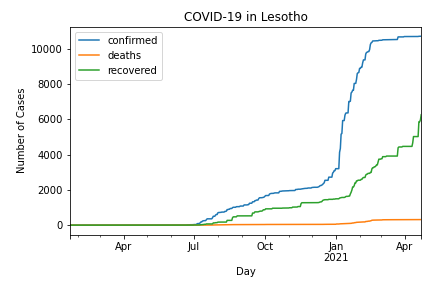 COVID-19 in Lesotho
confirmed
deaths
recovered
Number of Cases
10000
8000
6000
4000
2000
0
Apr
Jul
Oct
Jan
2021
Apr
Day